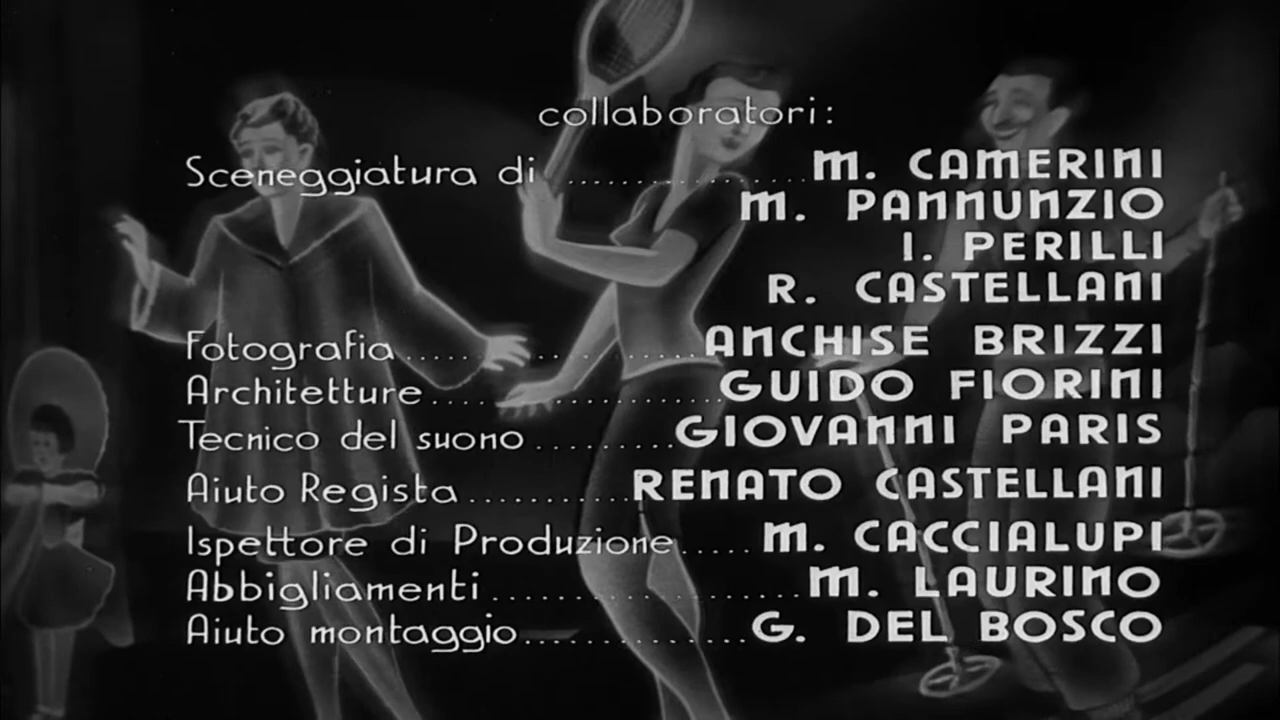 collaboratori:
Sceneggiatura di ................ M. CAMERINI
M. PANNUNZIO
I. PERILLI
R. CASTELLANI
Fotografia ..................... ANCHISE BRIZZI
Architetture ..................... GUIDO FIORINI
Tecnico del suono ......... GIOVANNI PARIS
Aiuto Regista ........... RENATO CASTELLANI
Ispettore di Produzione ..... M. CACCIALUPI
Abbigliamenti ..................... M. LAURINO
Aiuto montaggio ............... G. DEL BOSCO